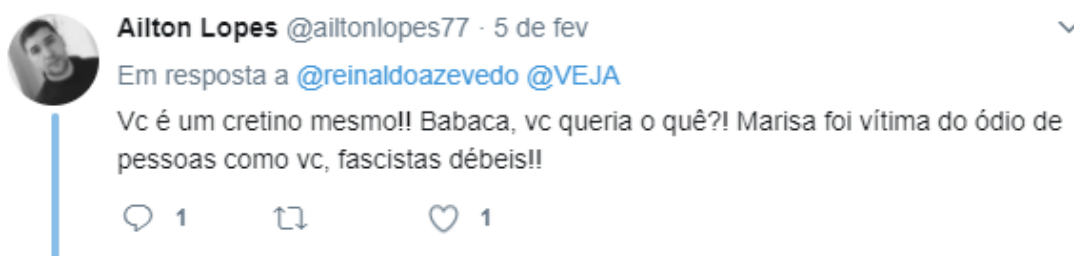 Ailton Lopes @ailtonlopes77 · 5 de fev
Em resposta a @reinaldoazevedo @VEJA
Vc é um cretino mesmo!! Babaca, vc queria o quê?! Marisa foi vítima do ódio de
pessoas como vc, fascistas débeis!!
1 1